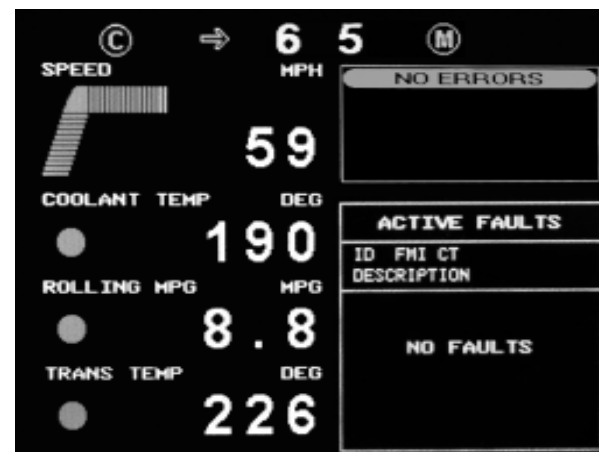 C ⇒ 6 5 M
SPEED MPH
59
COOLANT TEMP DEG
190
ROLLING MPG MPG
8.8
TRANS TEMP DEG
226
NO ERRORS
ACTIVE FAULTS
ID FMI CT
DESCRIPTION
NO FAULTS